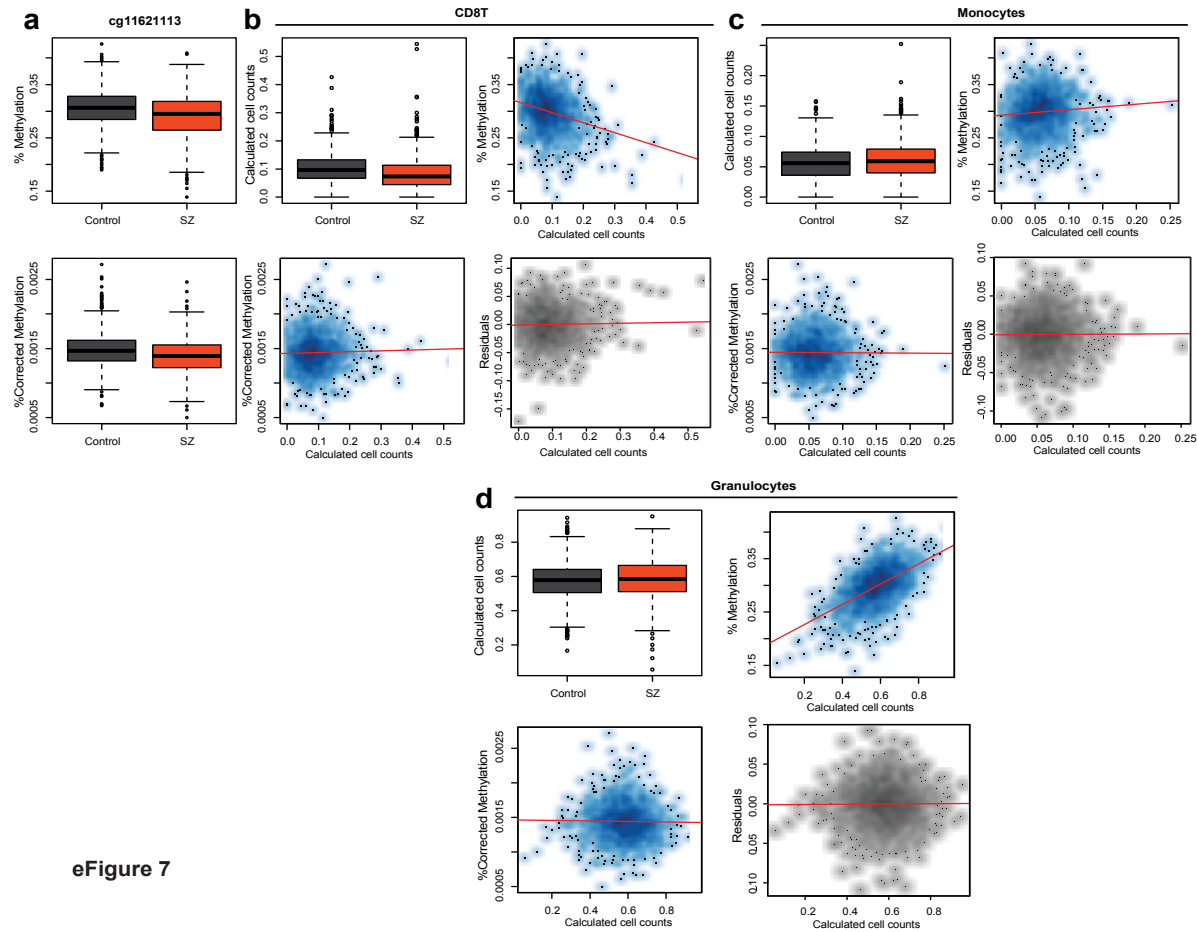 a
cg11621113
% Methylation
0.15
0.25
0.35
Control
SZ
%Corrected Methylation
0.0005
0.0015
0.0025
Control
SZ
b
CD8T
Calculated cell counts
0.0
0.1
0.2
0.3
0.4
0.5
Control
SZ
% Methylation
0.15
0.25
0.35
0.0 0.1 0.2 0.3 0.4 0.5
Calculated cell counts
%Corrected Methylation
0.0005
0.0015
0.0025
0.0 0.1 0.2 0.3 0.4 0.5
Calculated cell counts
Residuals
-0.15
-0.10
-0.05
0.00
0.05
0.10
0.0 0.1 0.2 0.3 0.4 0.5
Calculated cell counts
c
Monocytes
Calculated cell counts
0.00
0.05
0.10
0.15
0.20
Control
SZ
% Methylation
0.15
0.25
0.35
0.00 0.05 0.10 0.15 0.20 0.25
Calculated cell counts
%Corrected Methylation
0.0005
0.0015
0.0025
0.00 0.05 0.10 0.15 0.20 0.25
Calculated cell counts
Residuals
-0.10
-0.05
0.00
0.05
0.10
0.00 0.05 0.10 0.15 0.20 0.25
Calculated cell counts
d
Granulocytes
Calculated cell counts
0.2
0.4
0.6
0.8
Control
SZ
% Methylation
0.15
0.25
0.35
0.2 0.4 0.6 0.8
Calculated cell counts
%Corrected Methylation
0.0005
0.0015
0.0025
0.2 0.4 0.6 0.8
Calculated cell counts
Residuals
0.10
0.05
0.00
0.05
0.10
0.2 0.4 0.6 0.8
Calculated cell counts
eFigure 7